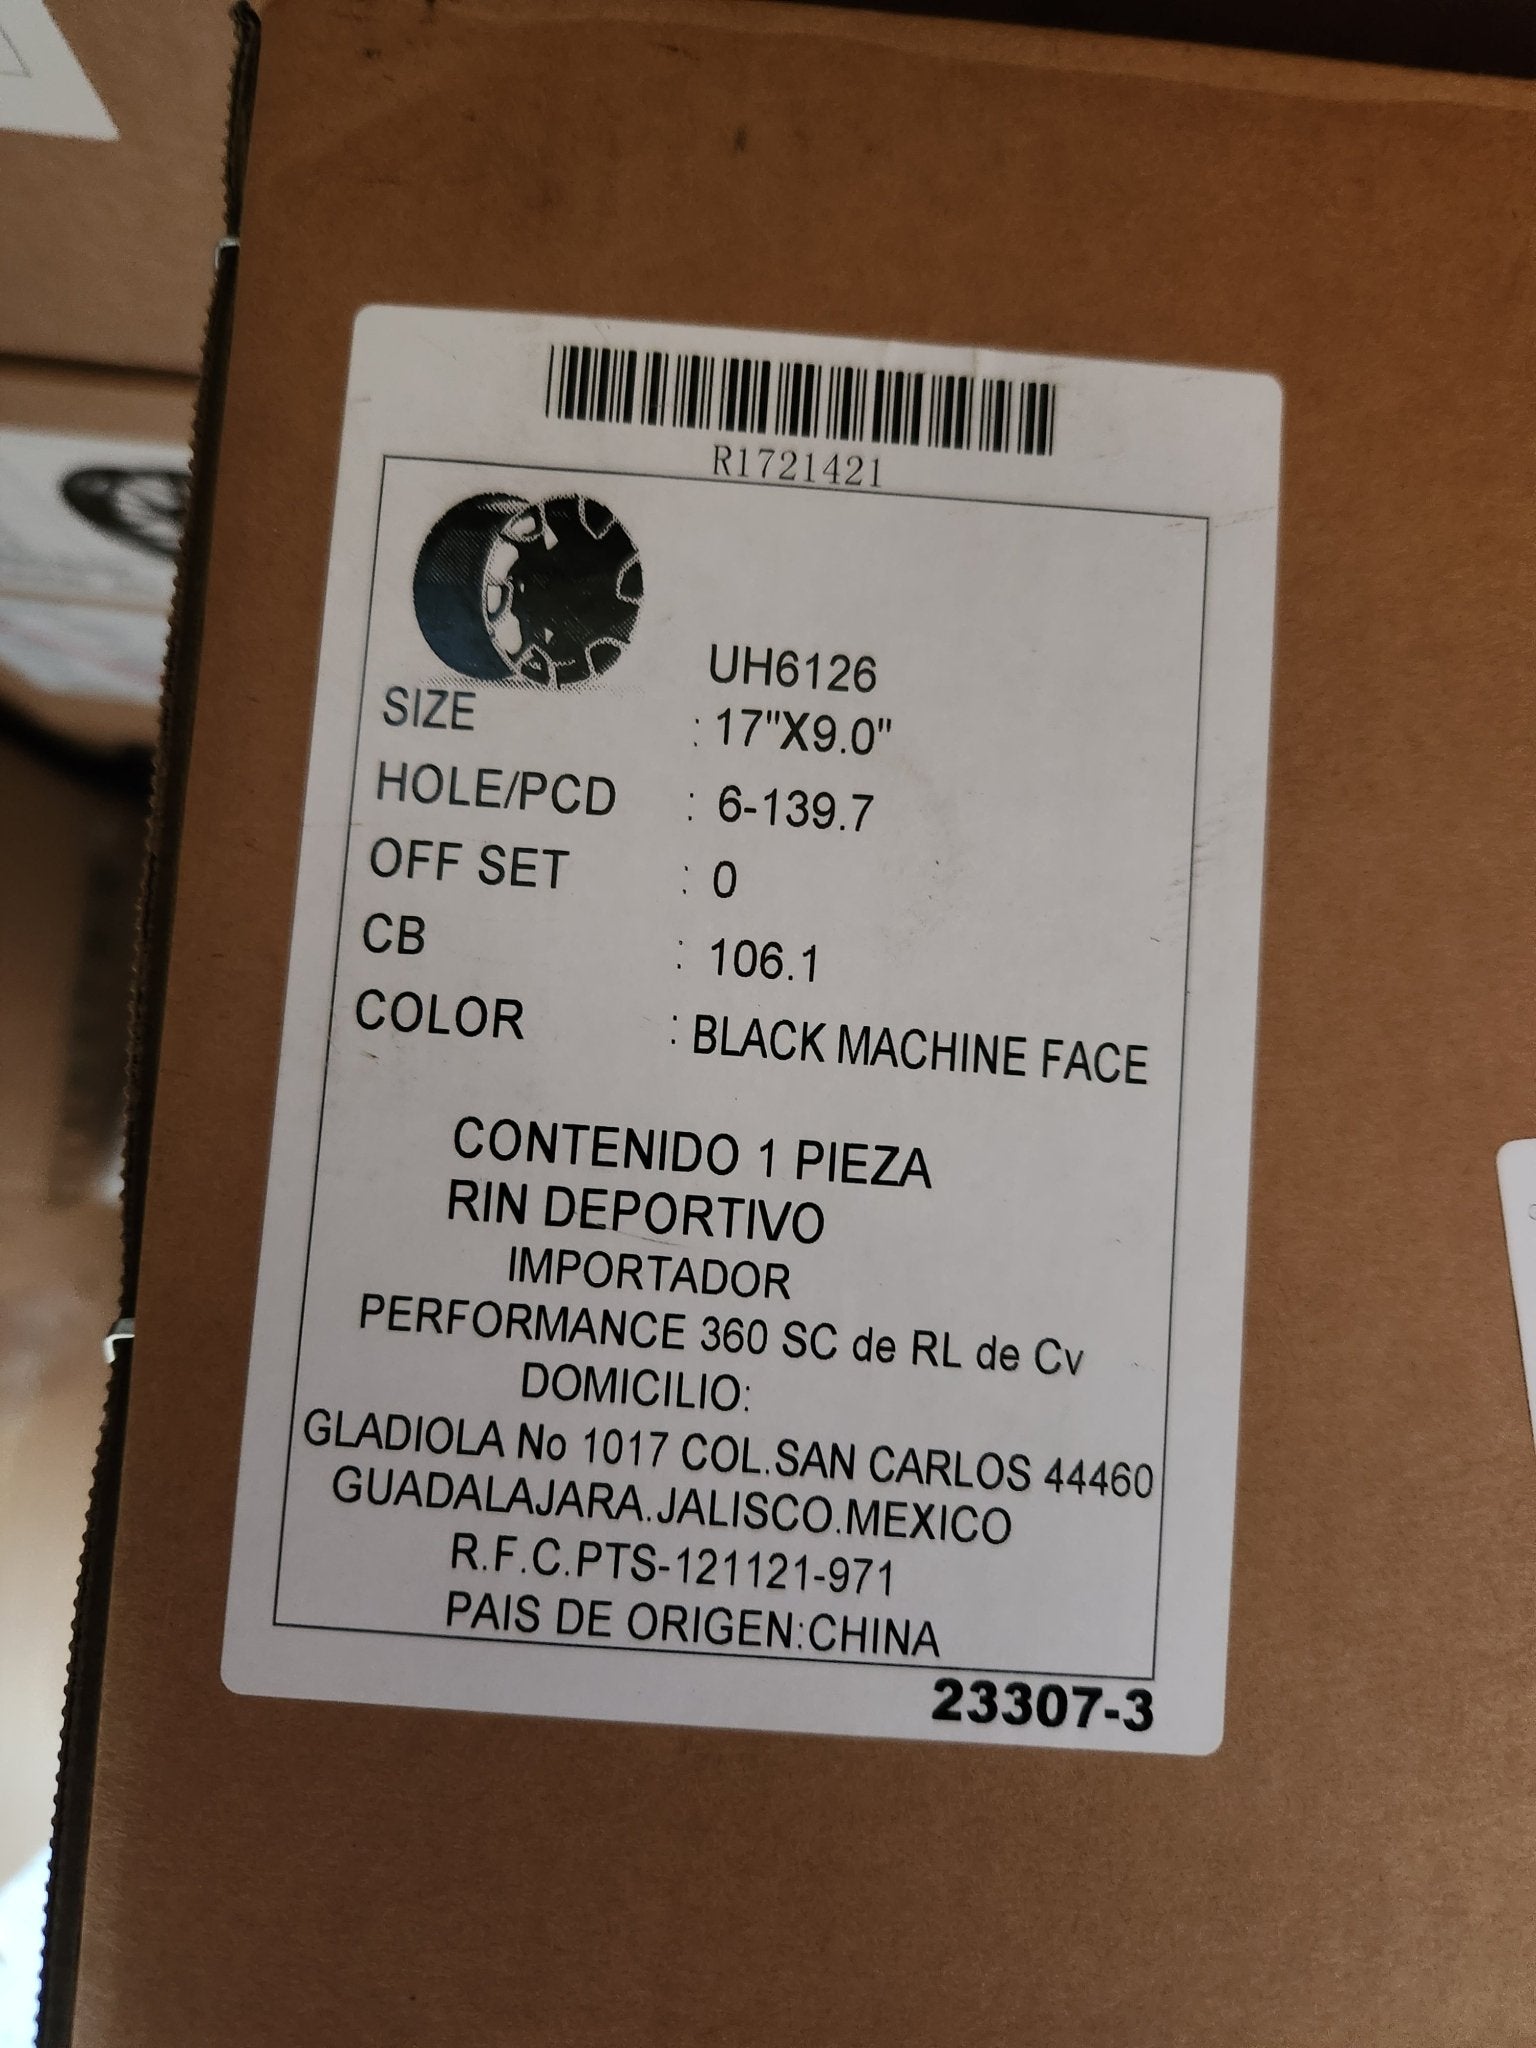 R1721421
UH6126
SIZE : 17"X9.0"
HOLE/PCD : 6-139.7
OFF SET : 0
CB : 106.1
COLOR : BLACK MACHINE FACE
CONTENIDO 1 PIEZA
RIN DEPORTIVO
IMPORTADOR
PERFORMANCE 360 SC de RL de Cv
DOMICILIO:
GLADIOLA No 1017 COL.SAN CARLOS 44460
GUADALAJARA.JALISCO.MEXICO
R.F.C.PTS-121121-971
PAIS DE ORIGEN:CHINA
23307-3